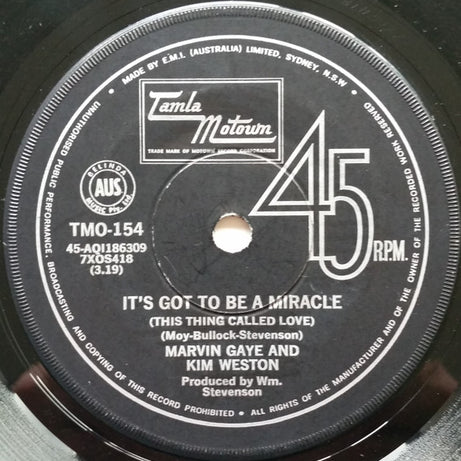 MADE BY E.M.I. (AUSTRALIA) LIMITED, SYDNEY, N.S.W.
Tamla
Motown
TRADE MARK OF MOTOWN RECORD CORPORATION
45
R.P.M.
BELINDA
AUS
MUSIC Pty. Ltd
TMO-154
45-AQI186309
7XOS418
(3.19)
IT'S GOT TO BE A MIRACLE
(THIS THING CALLED LOVE)
(Moy-Bullock-Stevenson)
MARVIN GAYE AND
KIM WESTON
Produced by Wm.
Stevenson
UNAUTHORISED PUBLIC PERFORMANCE, BROADCASTING AND COPYING OF THIS RECORD PROHIBITED • ALL RIGHTS OF THE MANUFACTURER AND OF THE OWNER OF THE RECORDED WORK RESERVED